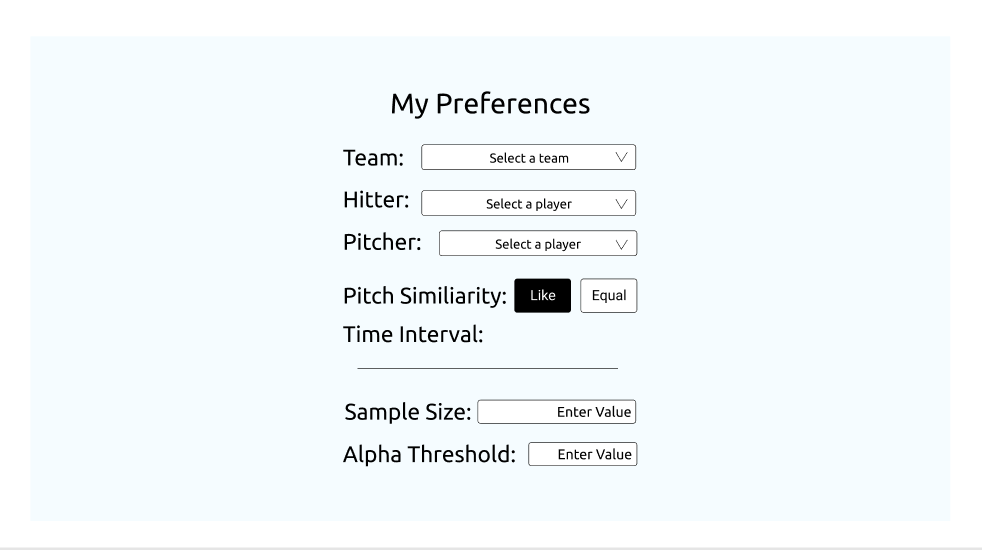 My Preferences
Team: Select a team
Hitter: Select a player
Pitcher: Select a player
Pitch Similiarity: Like Equal
Time Interval:
Sample Size: Enter Value
Alpha Threshold: Enter Value